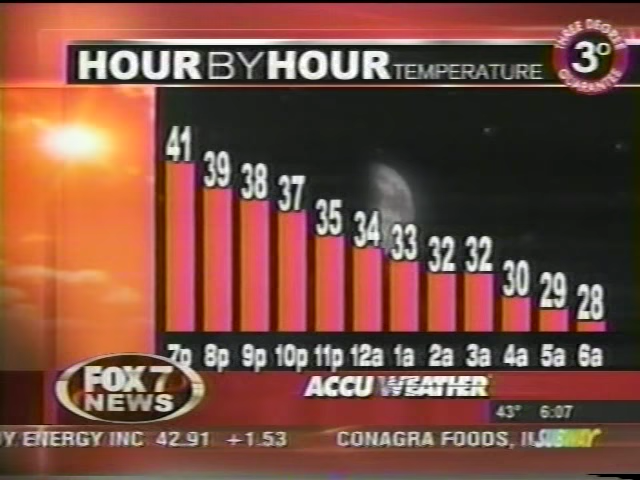 HOUR BY HOUR TEMPERATURE
THREE DEGREE
3°
GUARANTEE
41 39 38 37 35 34 33 32 32 30 29 28
7p 8p 9p 10p 11p 12a 1a 2a 3a 4a 5a 6a
FOX 7
NEWS
ACCU WEATHER
43° 6:07
Y ENERGY INC 42.91 +1.53 CONAGRA FOODS, SUBWAY